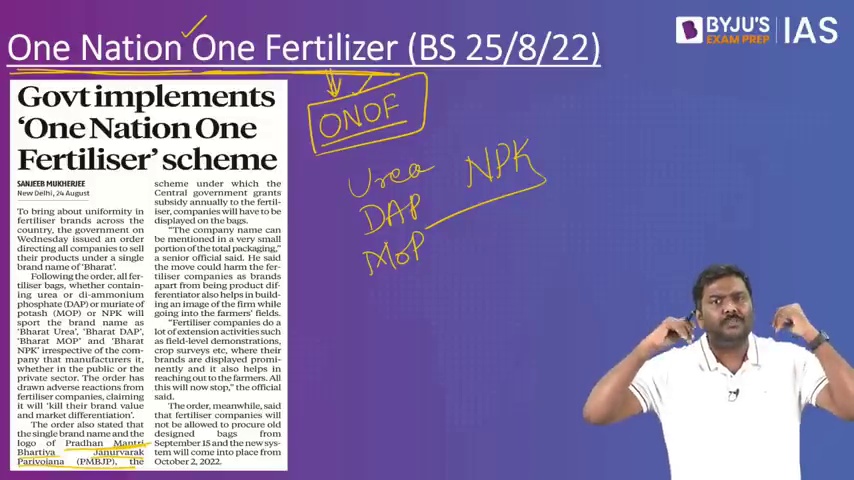 One Nation One Fertilizer (BS 25/8/22)
BYJU'S
EXAM PREP
IAS
Govt implements
‘One Nation One
Fertiliser’ scheme
SANJEEB MUKHERJEE
New Delhi, 24 August
To bring about uniformity in
fertiliser brands across the
country, the government on
Wednesday issued an order
directing all companies to sell
their products under a single
brand name of ‘Bharat’.
Following the order, all fer-
tiliser bags, whether contain-
ing urea or di-ammonium
phosphate (DAP) or muriate of
potash (MOP) or NPK will
sport the brand name as
‘Bharat Urea’, ‘Bharat DAP’,
‘Bharat MOP’ and ‘Bharat
NPK’ irrespective of the com-
pany that manufacturers it,
whether in the public or the
private sector. The order has
drawn adverse reactions from
fertiliser companies, claiming
it will ‘kill their brand value
and market differentiation’.
The order also stated that
the single brand name and the
logo of Pradhan Mantri
Bhartiya Janurvarak
Pariyojana (PMBJP), the
scheme under which the
Central government grants
subsidy annually to the fertil-
iser, companies will have to be
displayed on the bags.
“The company name can
be mentioned in a very small
portion of the total packaging,”
a senior official said. He said
the move could harm the fer-
tiliser companies as brands
apart from being product dif-
ferentiator also helps in build-
ing an image of the firm while
going into the farmers’ fields.
“Fertiliser companies do a
lot of extension activities such
as field-level demonstrations,
crop surveys etc, where their
brands are displayed promi-
nently and it also helps in
reaching out to the farmers. All
this will now stop,” the official
said.
The order, meanwhile, said
that fertiliser companies will
not be allowed to procure old
designed bags from
September 15 and the new sys-
tem will come into place from
October 2, 2022.
ONOF
Urea NPK
DAP
MOP